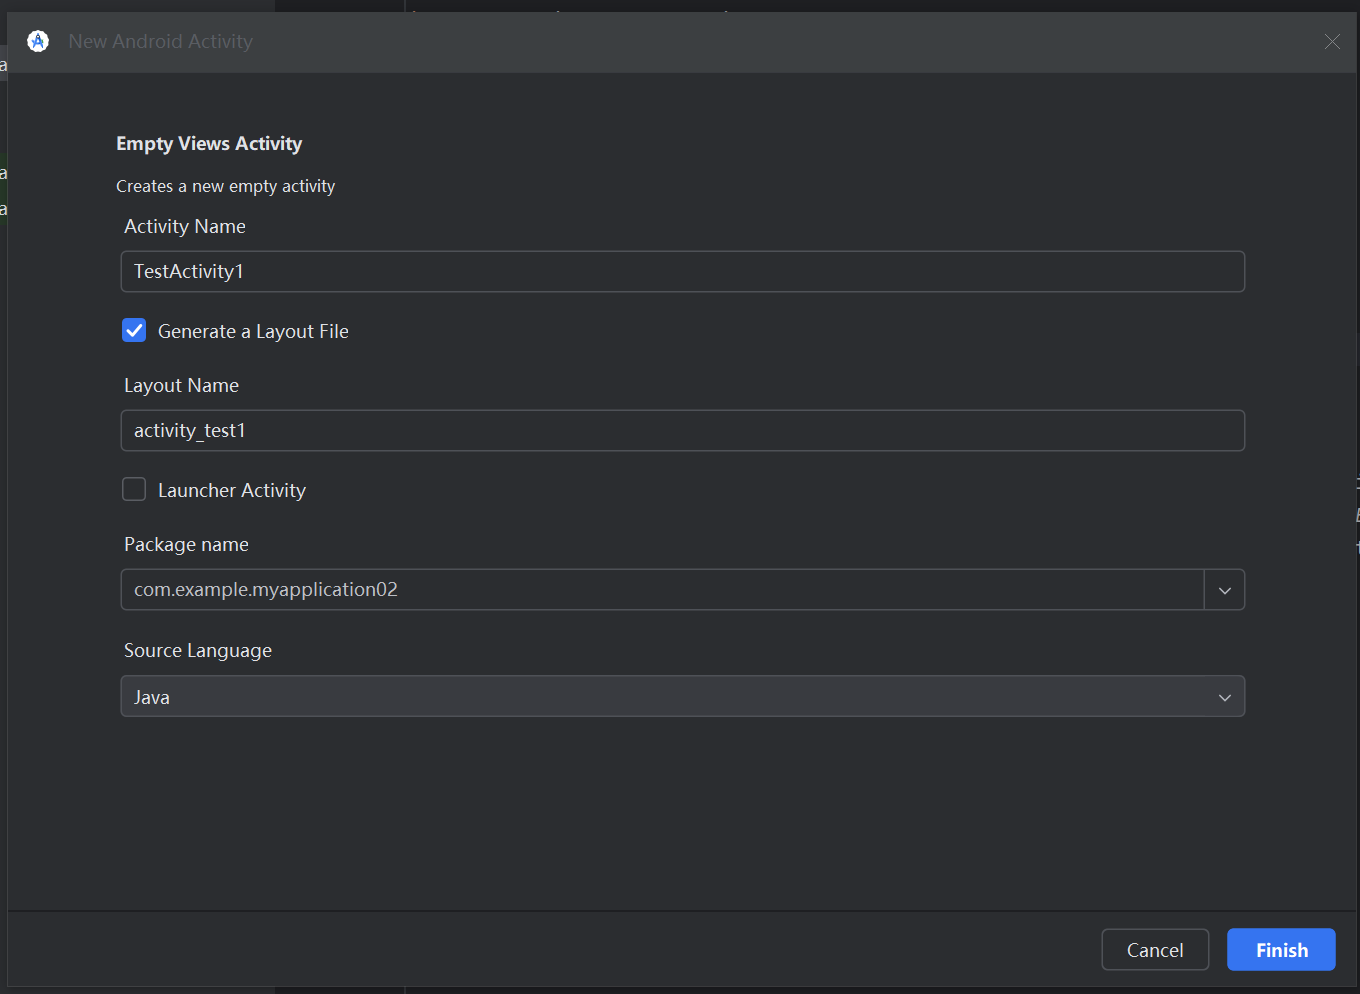 New Android Activity
Empty Views Activity
Creates a new empty activity
Activity Name
TestActivity1
Generate a Layout File
Layout Name
activity_test1
Launcher Activity
Package name
com.example.myapplication02
Source Language
Java
Cancel
Finish